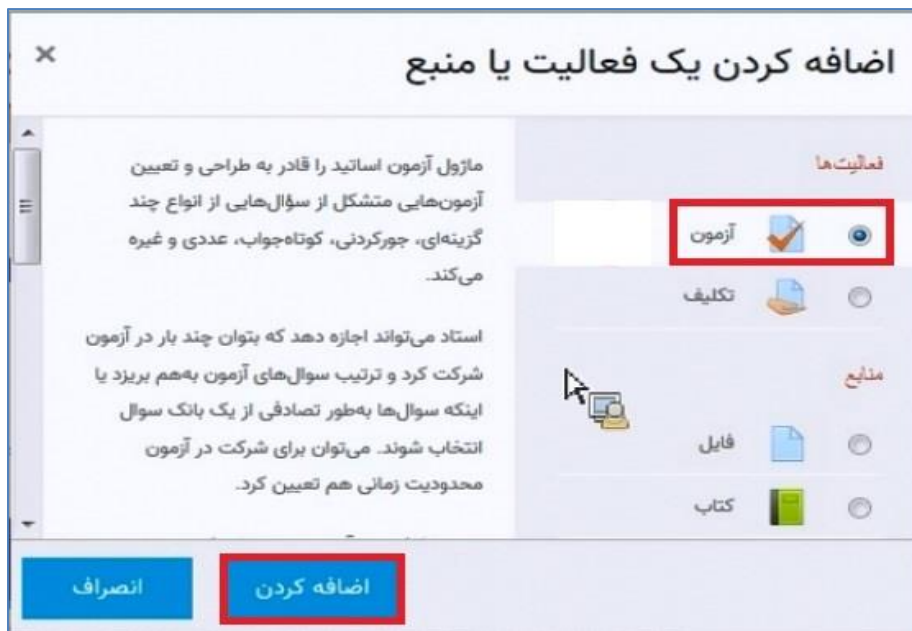 اضافه کردن یک فعالیت یا منبع
×
فعالیت‌ها
آزمون
تکلیف
منابع
فایل
کتاب
ماژول آزمون اساتید را قادر به طراحی و تعیین
آزمون‌هایی متشکل از سؤال‌هایی از انواع چند
گزینه‌ای، جورکردنی، کوتاه‌جواب، عددی و غیره
می‌کند.
استاد می‌تواند اجازه دهد که بتوان چند بار در آزمون
شرکت کرد و ترتیب سوال‌های آزمون به‌هم بریزد یا
اینکه سوال‌ها به‌طور تصادفی از یک بانک سوال
انتخاب شوند. می‌توان برای شرکت در آزمون
محدودیت زمانی هم تعیین کرد.
اضافه کردن
انصراف